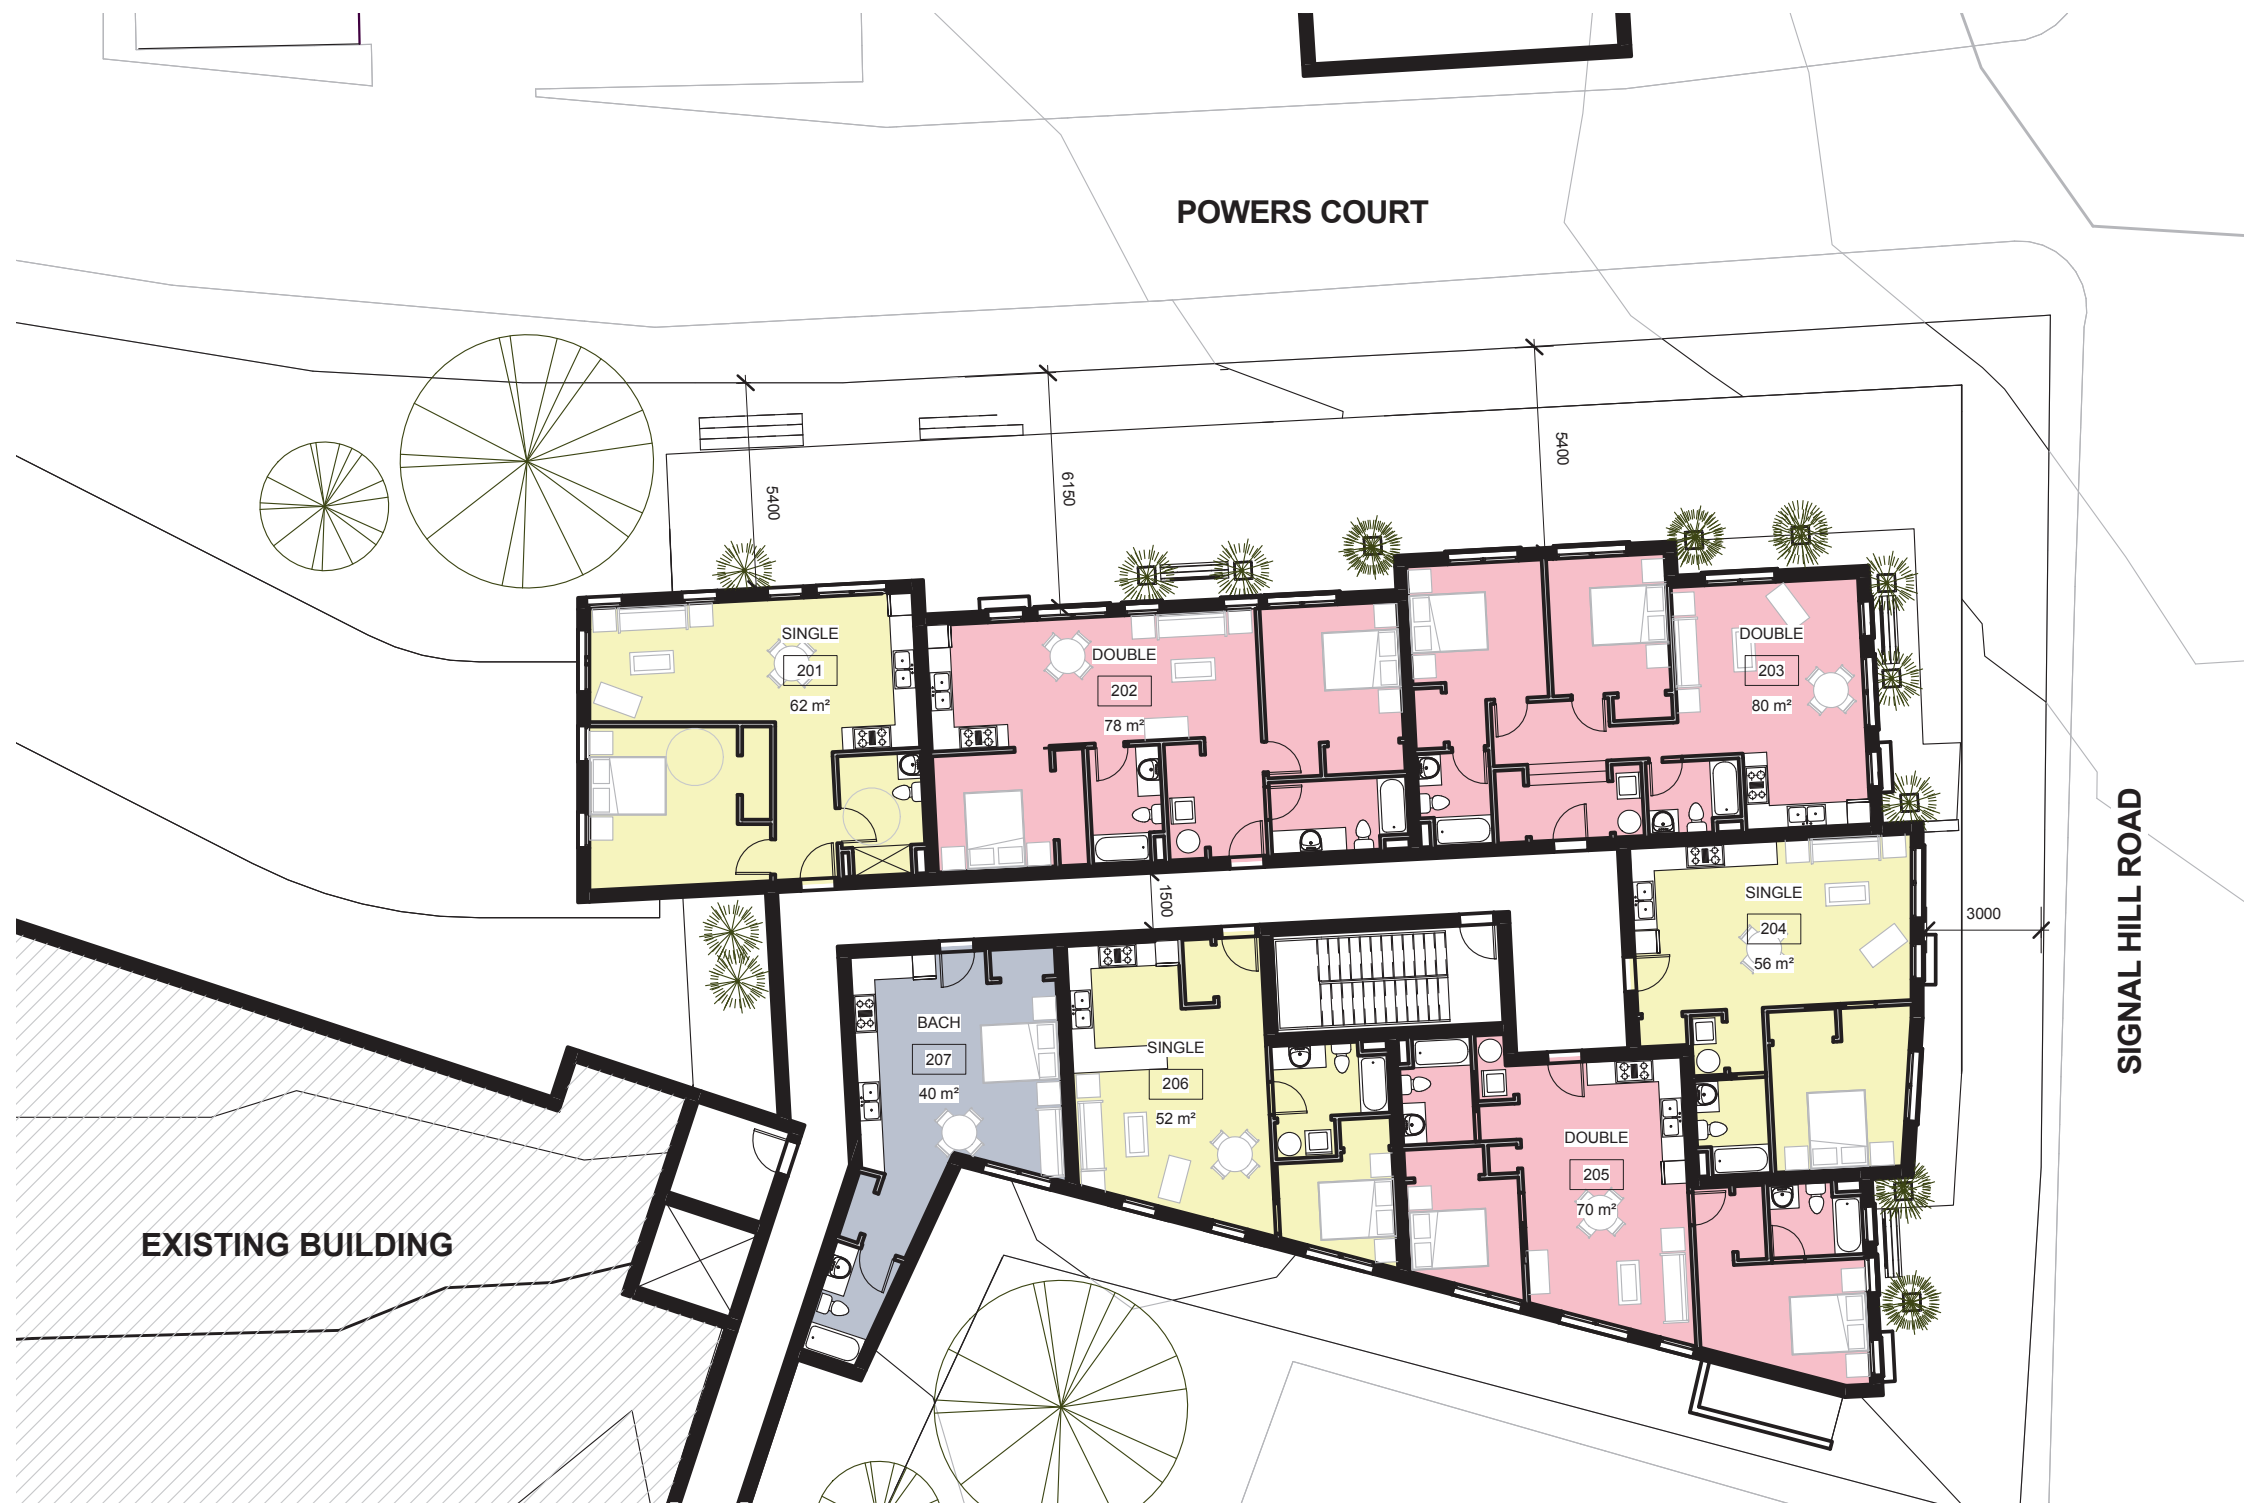 POWERS COURT
5400
6150
5400
SINGLE
201
62 m²
DOUBLE
202
78 m²
DOUBLE
203
80 m²
1500
SINGLE
204
56 m²
3000
SIGNAL HILL ROAD
BACH
207
40 m²
SINGLE
206
52 m²
DOUBLE
205
70 m²
EXISTING BUILDING